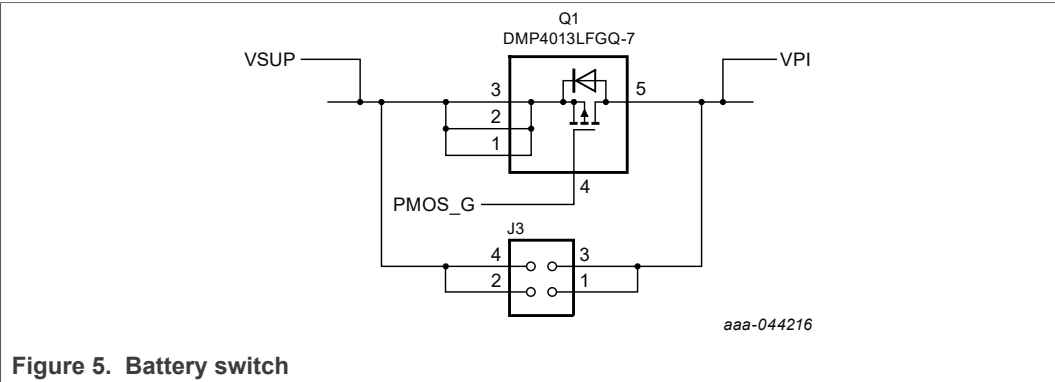 Q1
DMP4013LFGQ-7
VSUP
VPI
3
5
2
1
4
PMOS_G
J3
4
3
2
1
aaa-044216
Figure 5. Battery switch